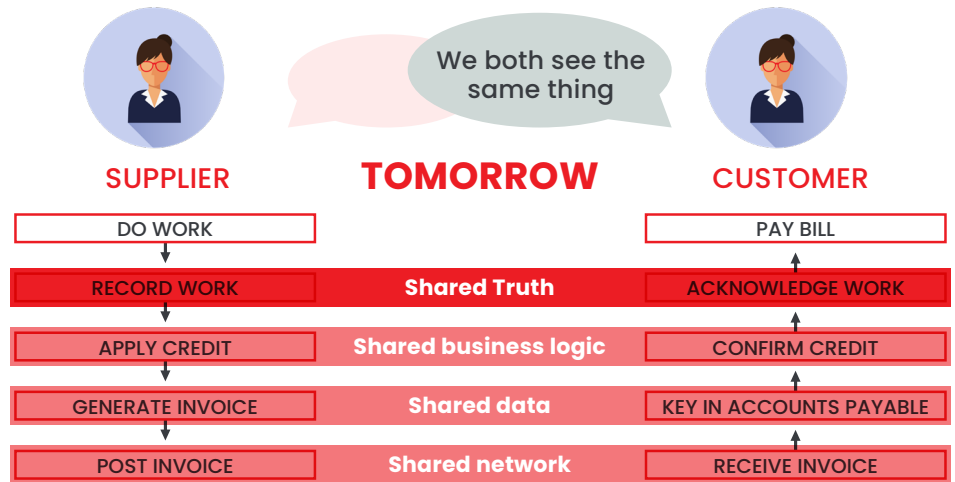 We both see the
same thing
SUPPLIER
TOMORROW
CUSTOMER
DO WORK
PAY BILL
RECORD WORK
Shared Truth
ACKNOWLEDGE WORK
APPLY CREDIT
Shared business logic
CONFIRM CREDIT
GENERATE INVOICE
Shared data
KEY IN ACCOUNTS PAYABLE
POST INVOICE
Shared network
RECEIVE INVOICE